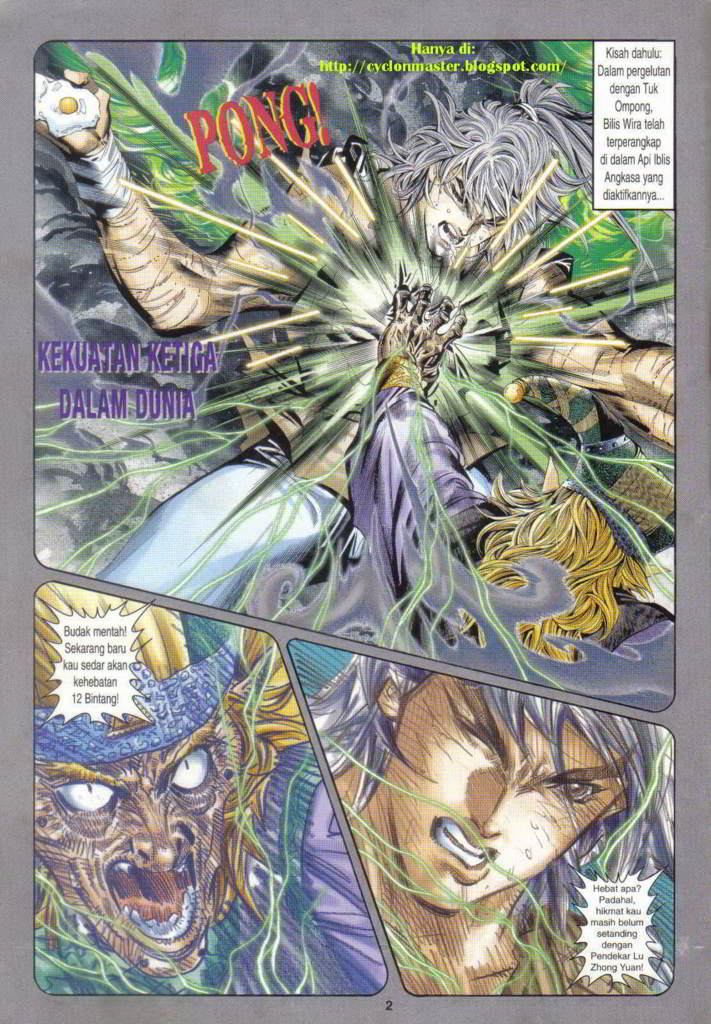 Hanya di:
http://cyclonmaster.blogspot.com/
Kisah dahulu:
Dalam pergelutan
dengan Tuk
Ompong,
Bilis Wira telah
terperangkap
di dalam Api Iblis
Angkasa yang
diaktifkannya...
PONG!
KEKUATAN KETIGA
DALAM DUNIA
Budak mentah!
Sekarang baru
kau sedar akan
kehebatan
12 Bintang!
Hebat apa?
Padahal,
hikmat kau
masih belum
setanding
dengan
Pendekar Lu
Zhong Yuan!
2